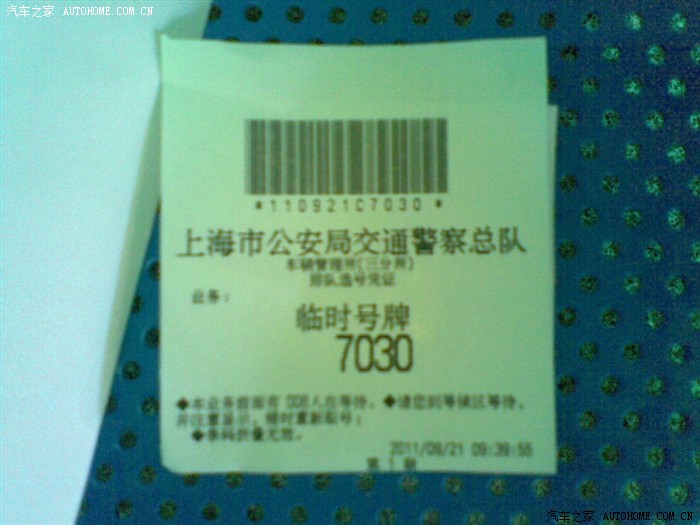 汽车之家 AUTOHOME.COM.CN
*110921C7030*
上海市公安局交通警察总队
车辆管理所(三分所)
排队选号凭证
业务:
临时号牌
7030
◆本业务前面有 008人在等待。◆请您到等候区等待,
并注意显示,错时重新取号;
◆条码折叠无效。
2011/09/21 09:39:55
第 1 联
汽车之家 AUTOHOME.COM.CN